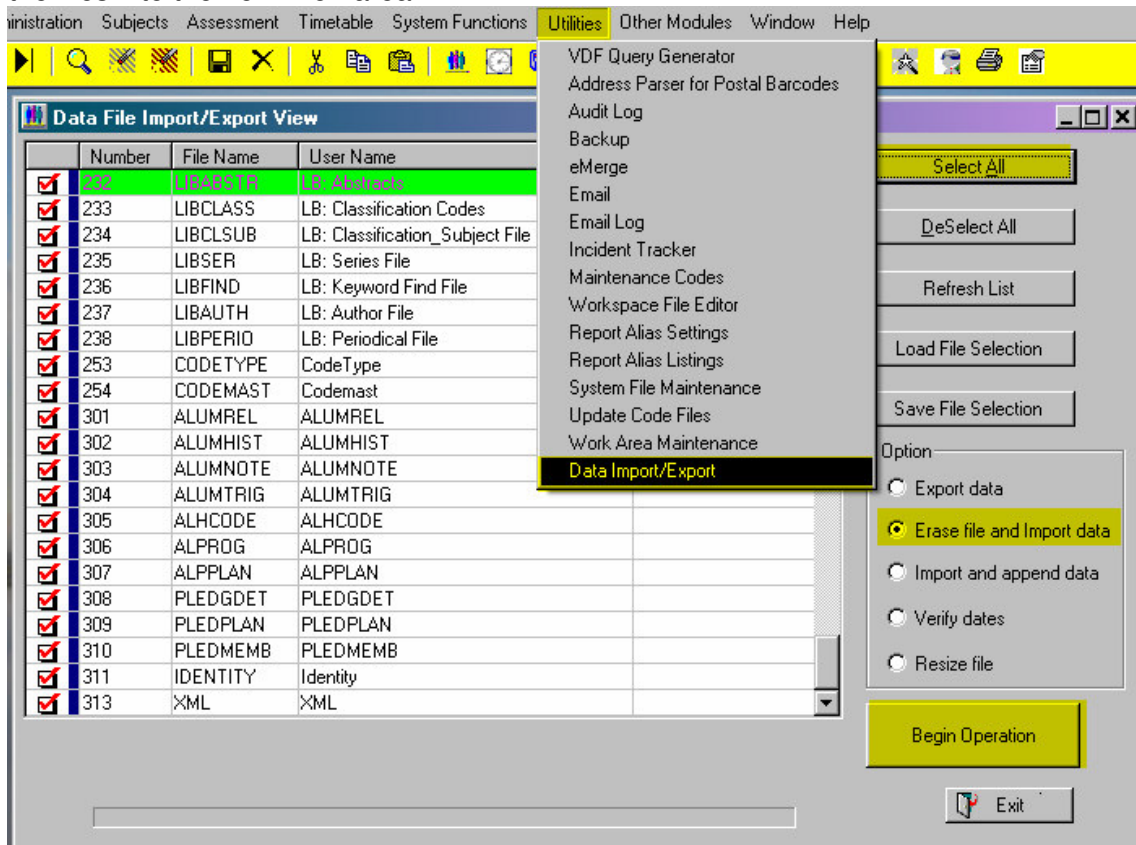 inistration Subjects Assessment Timetable System Functions Utilities Other Modules Window Help
VDF Query Generator
Address Parser for Postal Barcodes
Audit Log
Backup
eMerge
Email
Email Log
Incident Tracker
Maintenance Codes
Workspace File Editor
Report Alias Settings
Report Alias Listings
System File Maintenance
Update Code Files
Work Area Maintenance
Data Import/Export
Data File Import/Export View
Number File Name User Name
232 LIBABSTR LB: Abstracts
233 LIBCLASS LB: Classification Codes
234 LIBCLSUB LB: Classification_Subject File
235 LIBSER LB: Series File
236 LIBFIND LB: Keyword Find File
237 LIBAUTH LB: Author File
238 LIBPERIO LB: Periodical File
253 CODETYPE CodeType
254 CODEMAST Codemast
301 ALUMREL ALUMREL
302 ALUMHIST ALUMHIST
303 ALUMNOTE ALUMNOTE
304 ALUMTRIG ALUMTRIG
305 ALHCODE ALHCODE
306 ALPROG ALPROG
307 ALPPLAN ALPPLAN
308 PLEDGDET PLEDGDET
309 PLEDPLAN PLEDPLAN
310 PLEDMEMB PLEDMEMB
311 IDENTITY Identity
313 XML XML
Select All
DeSelect All
Refresh List
Load File Selection
Save File Selection
Option
Export data
Erase file and Import data
Import and append data
Verify dates
Resize file
Begin Operation
Exit